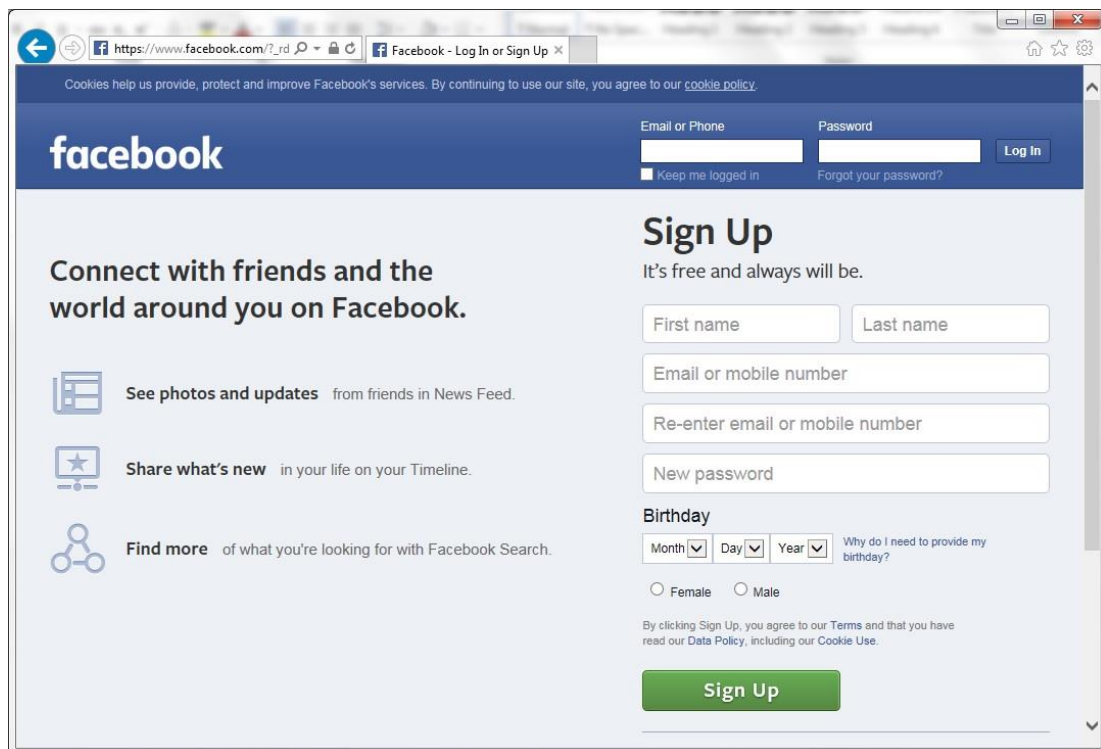 https://www.facebook.com/?_rd
Facebook - Log In or Sign Up
Cookies help us provide, protect and improve Facebook's services. By continuing to use our site, you agree to our cookie policy.
facebook
Email or Phone
Password
Log In
Keep me logged in
Forgot your password?
Connect with friends and the
world around you on Facebook.
See photos and updates from friends in News Feed.
Share what's new in your life on your Timeline.
Find more of what you're looking for with Facebook Search.
Sign Up
It's free and always will be.
First name
Last name
Email or mobile number
Re-enter email or mobile number
New password
Birthday
Month Day Year
Why do I need to provide my
birthday?
Female Male
By clicking Sign Up, you agree to our Terms and that you have
read our Data Policy, including our Cookie Use.
Sign Up